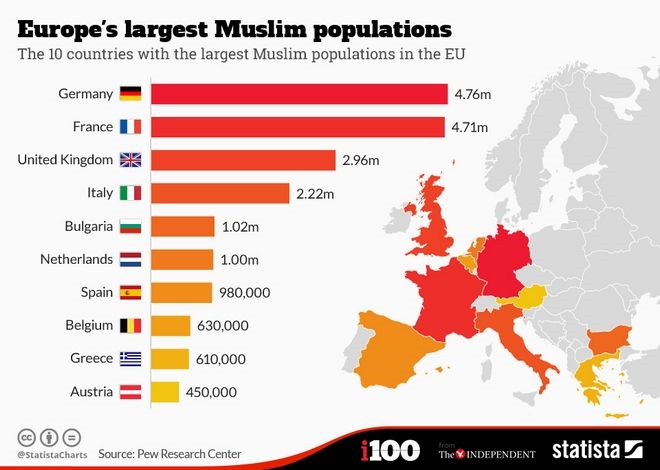 Europe's largest Muslim populations
The 10 countries with the largest Muslim populations in the EU
Germany 4.76m
France 4.71m
United Kingdom 2.96m
Italy 2.22m
Bulgaria 1.02m
Netherlands 1.00m
Spain 980,000
Belgium 630,000
Greece 610,000
Austria 450,000
cc
@StatistaCharts Source: Pew Research Center
i100 from The INDEPENDENT statista